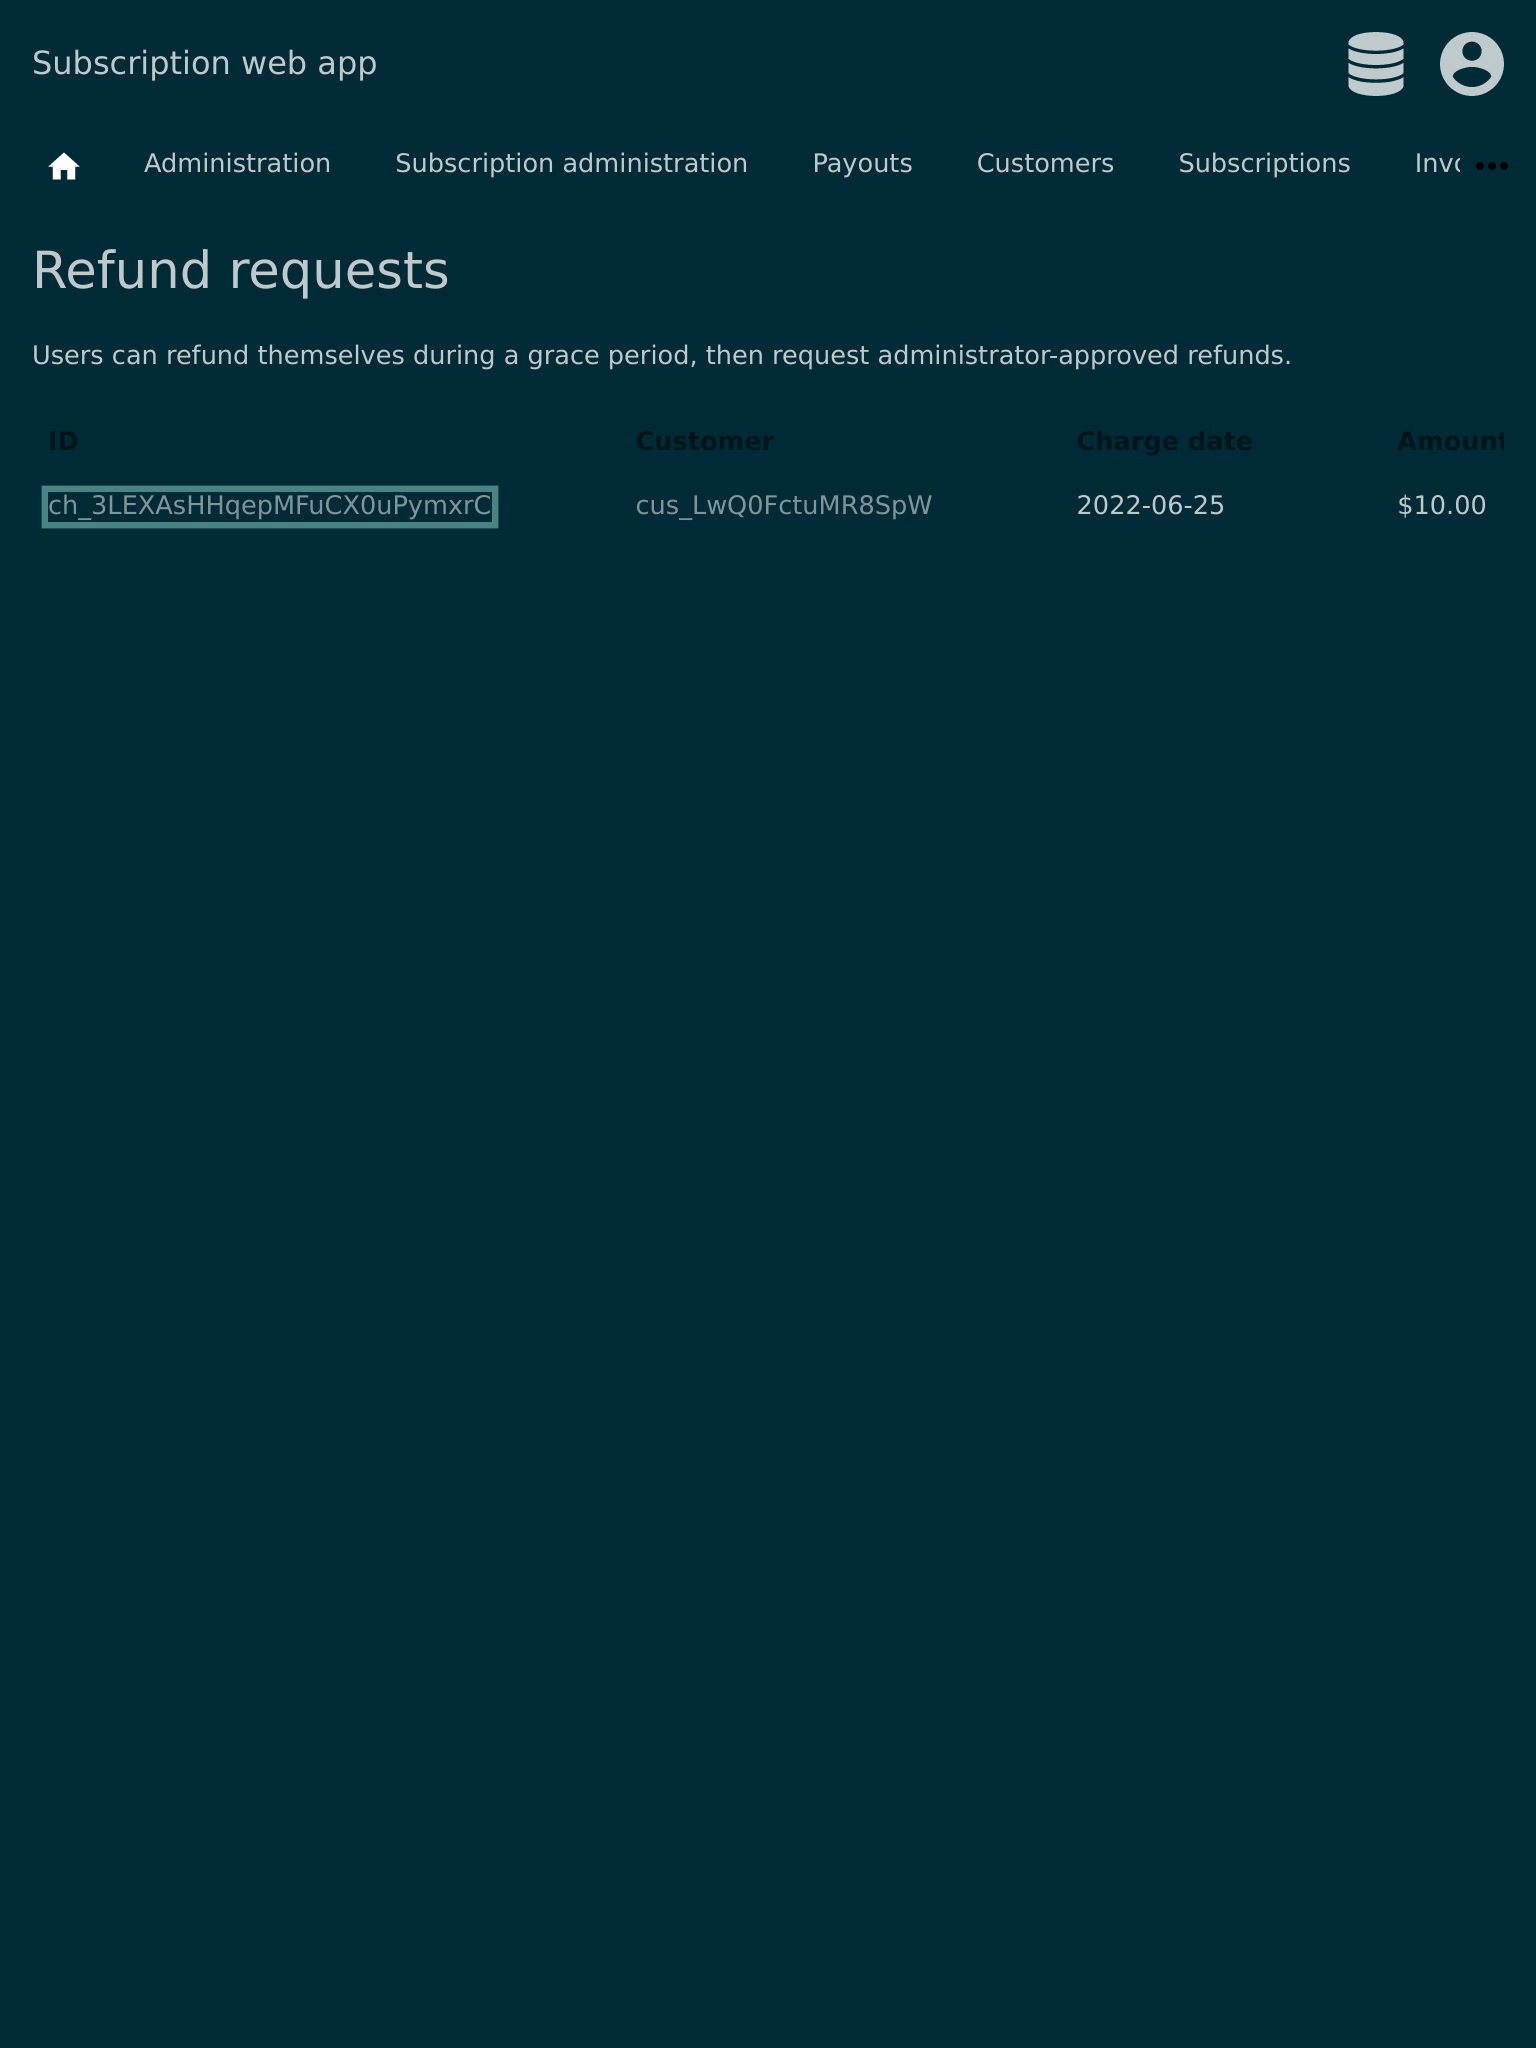 Subscription web app
Administration Subscription administration Payouts Customers Subscriptions Invo
Refund requests
Users can refund themselves during a grace period, then request administrator-approved refunds.
ID Customer Charge date Amount
ch_3LEXAsHHqepMFuCX0uPymxrC cus_LwQ0FctuMR8SpW 2022-06-25 $10.00